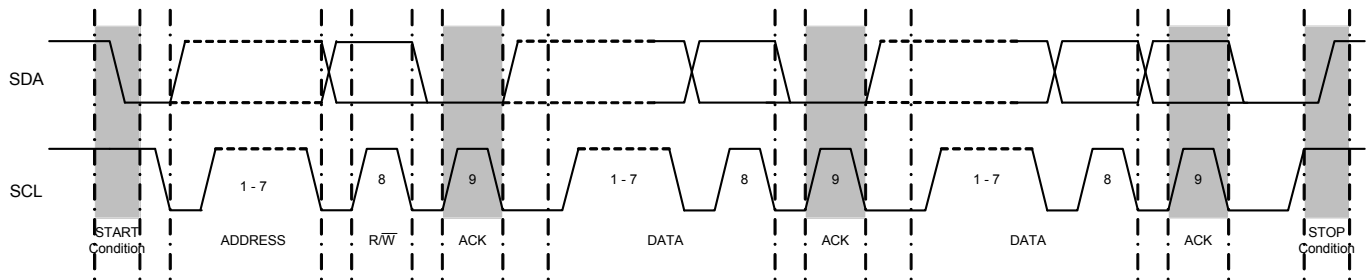 SDA
SCL
1 - 7
8
9
1 - 7
8
9
1 - 7
8
9
START
Condition
ADDRESS
R/W̅
ACK
DATA
ACK
DATA
ACK
STOP
Condition